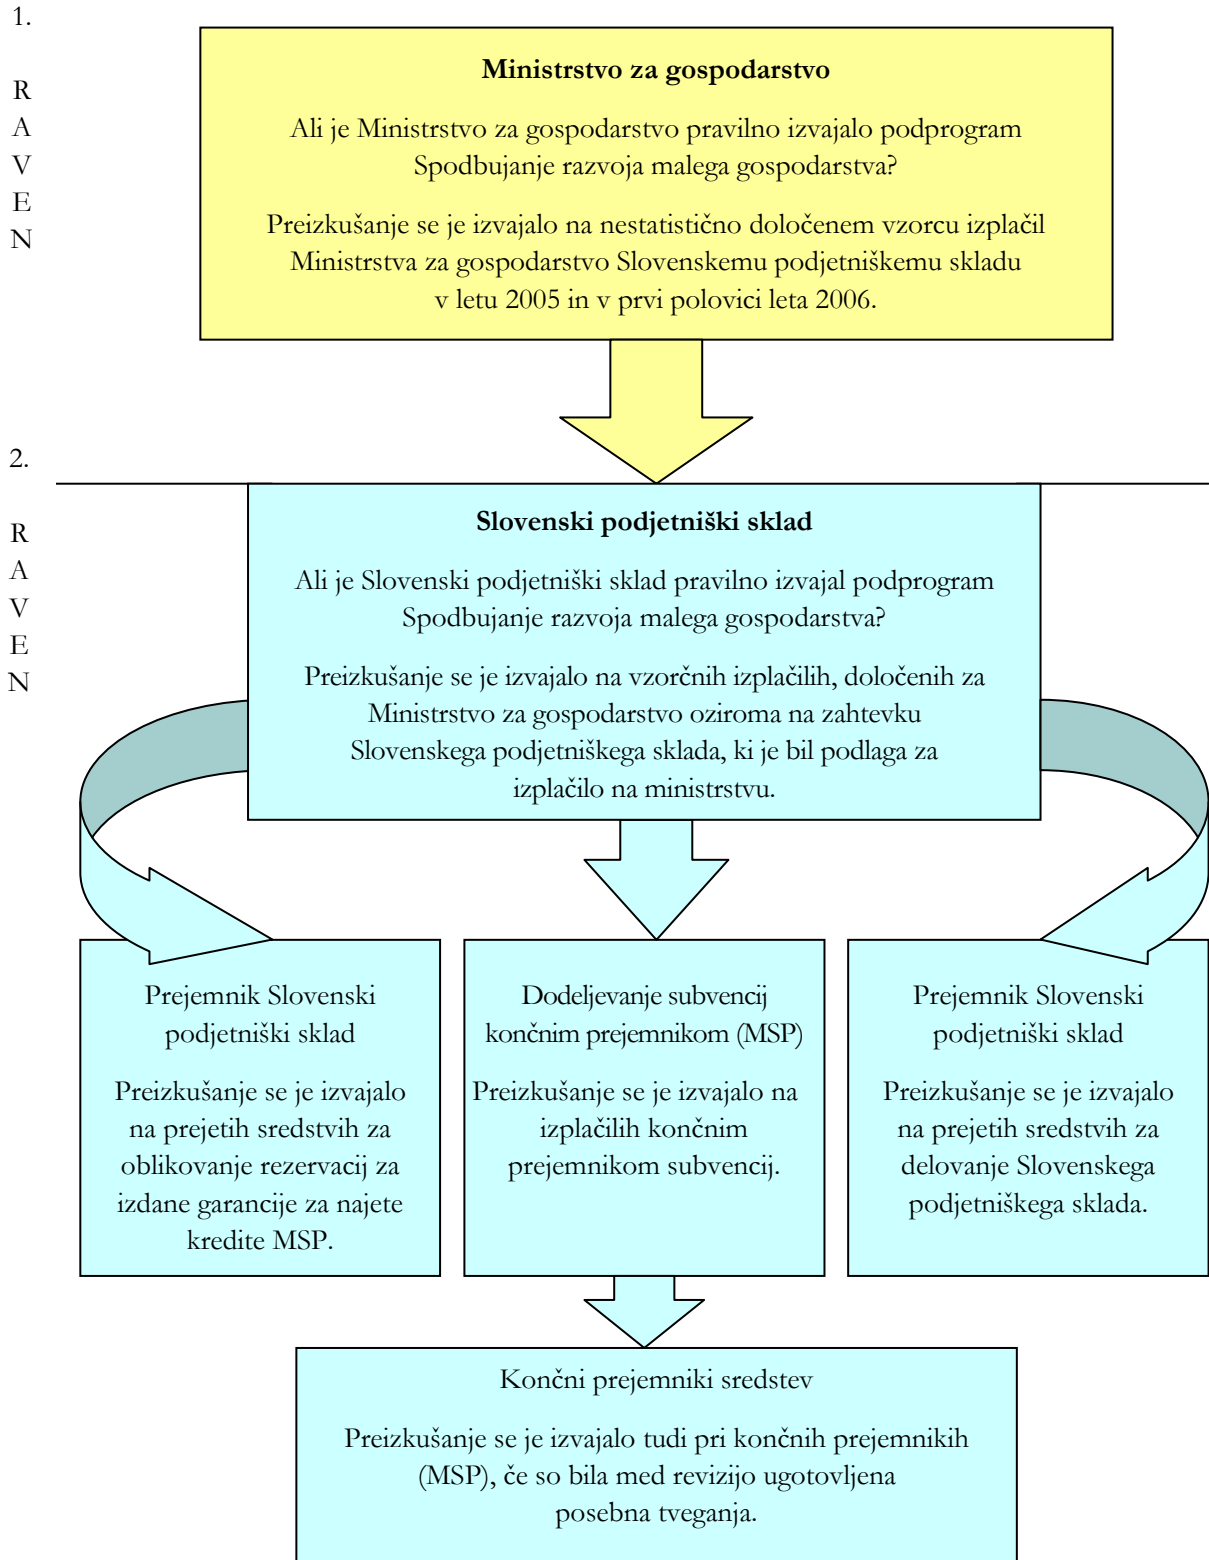 1.
R
A
V
E
N
Ministrstvo za gospodarstvo
Ali je Ministrstvo za gospodarstvo pravilno izvajalo podprogram
Spodbujanje razvoja malega gospodarstva?
Preizkušanje se je izvajalo na nestatistično določenem vzorcu izplačil
Ministrstva za gospodarstvo Slovenskemu podjetniškemu skladu
v letu 2005 in v prvi polovici leta 2006.
2.
R
A
V
E
N
Slovenski podjetniški sklad
Ali je Slovenski podjetniški sklad pravilno izvajal podprogram
Spodbujanje razvoja malega gospodarstva?
Preizkušanje se je izvajalo na vzorčnih izplačilih, določenih za
Ministrstvo za gospodarstvo oziroma na zahtevku
Slovenskega podjetniškega sklada, ki je bil podlaga za
izplačilo na ministrstvu.
Prejemnik Slovenski
podjetniški sklad
Preizkušanje se je izvajalo
na prejetih sredstvih za
oblikovanje rezervacij za
izdane garancije za najete
kredite MSP.
Dodeljevanje subvencij
končnim prejemnikom (MSP)
Preizkušanje se je izvajalo na
izplačilih končnim
prejemnikom subvencij.
Prejemnik Slovenski
podjetniški sklad
Preizkušanje se je izvajalo
na prejetih sredstvih za
delovanje Slovenskega
podjetniškega sklada.
Končni prejemniki sredstev
Preizkušanje se je izvajalo tudi pri končnih prejemnikih
(MSP), če so bila med revizijo ugotovljena
posebna tveganja.